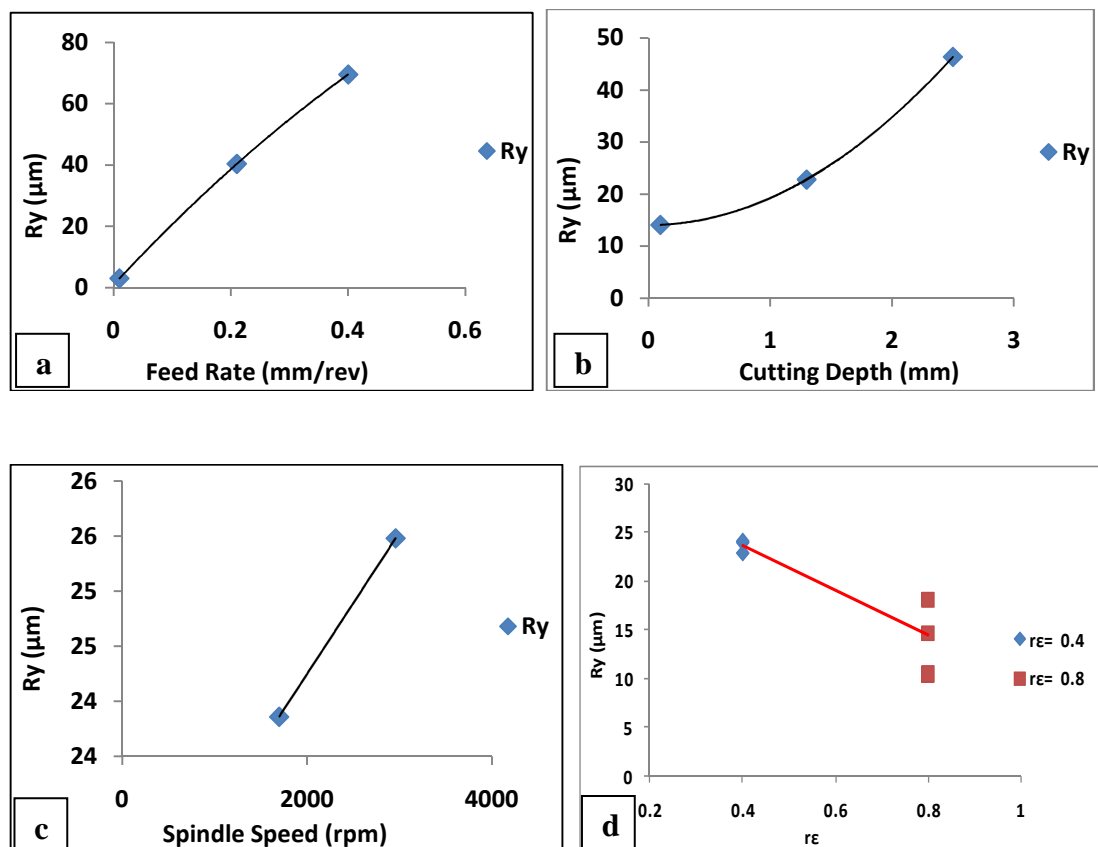 80
60
40
20
0
0 0.2 0.4 0.6
Ry (µm)
Feed Rate (mm/rev)
Ry
a
50
40
30
20
10
0
0 1 2 3
Ry (µm)
Cutting Depth (mm)
Ry
b
26
26
25
25
24
24
0 2000 4000
Ry (µm)
Spindle Speed (rpm)
Ry
c
30
25
20
15
10
5
0
0.2 0.4 0.6 0.8 1
Ry (µm)
rε
rε= 0.4
rε= 0.8
d